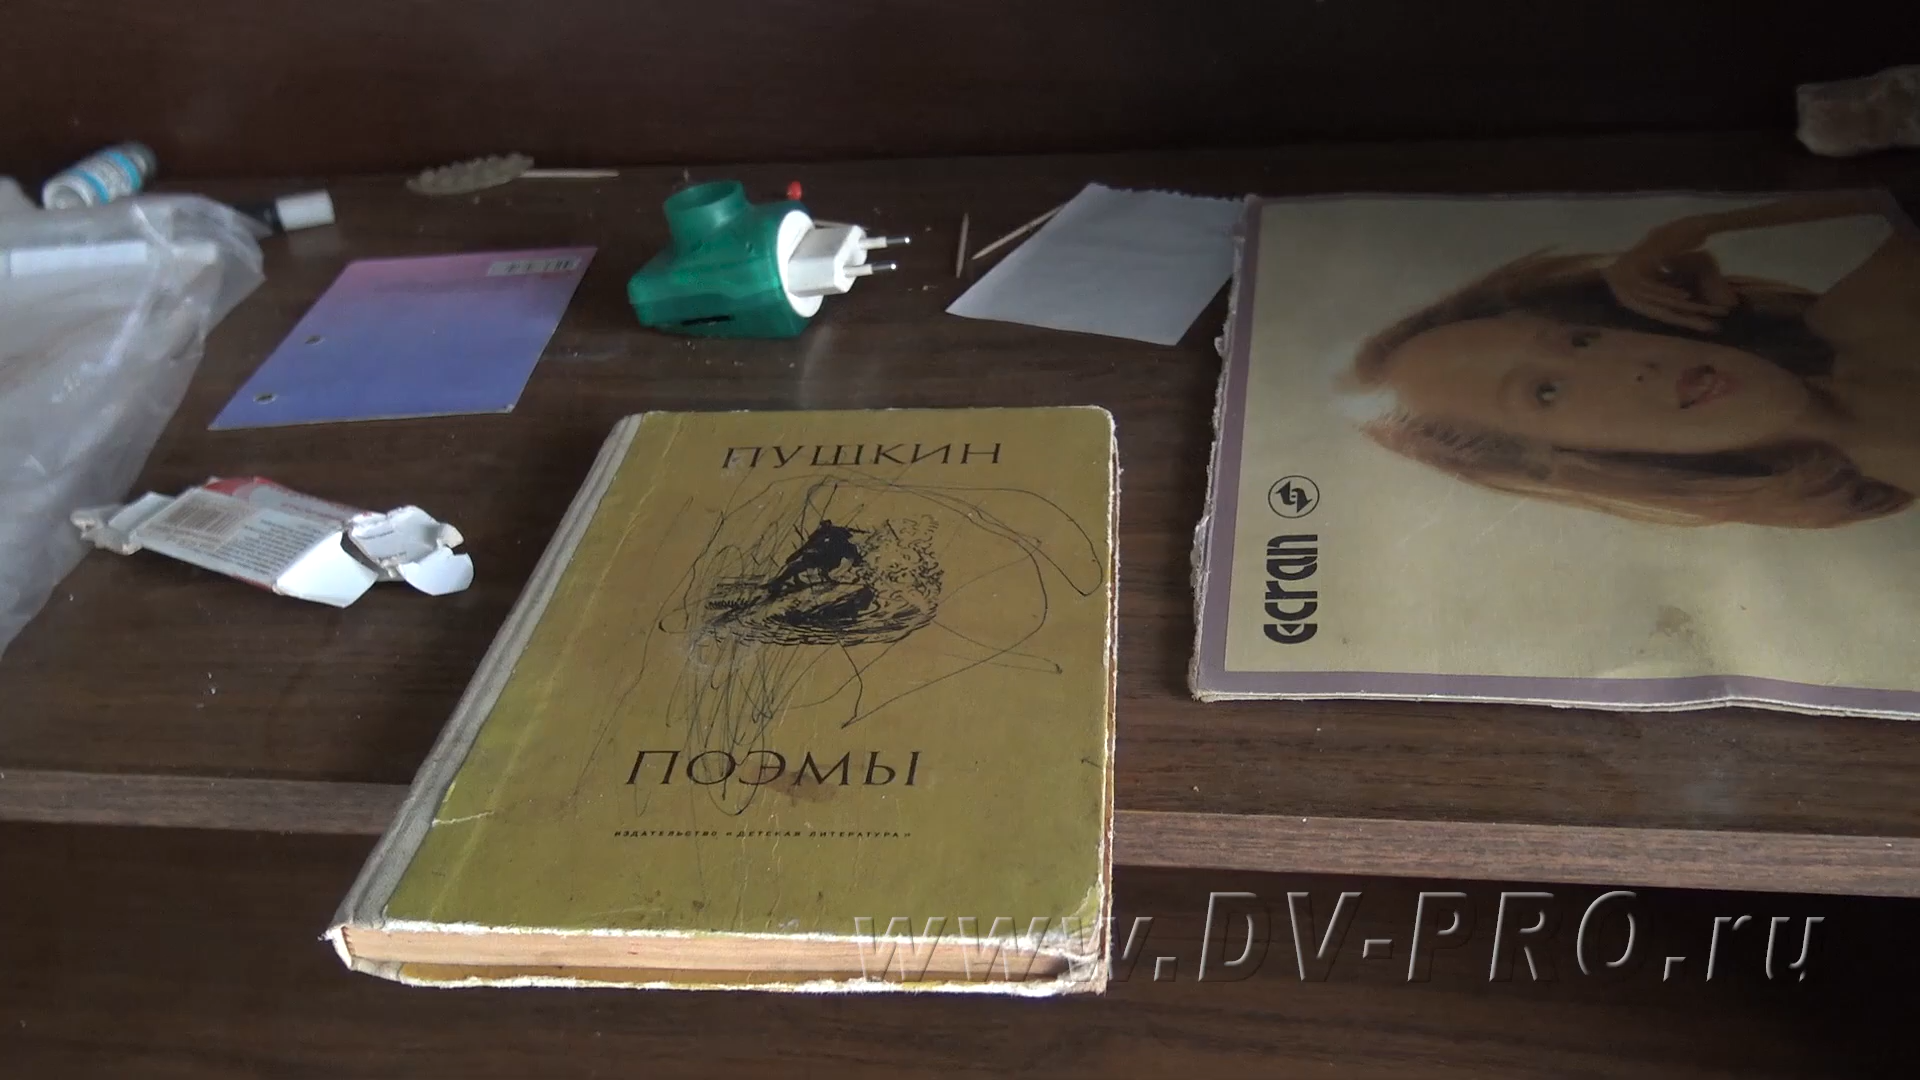 ПУШКИН
ПОЭМЫ
ИЗДАТЕЛЬСТВО «ДЕТСКАЯ ЛИТЕРАТУРА»
ecran
www.DV-PRO.ru